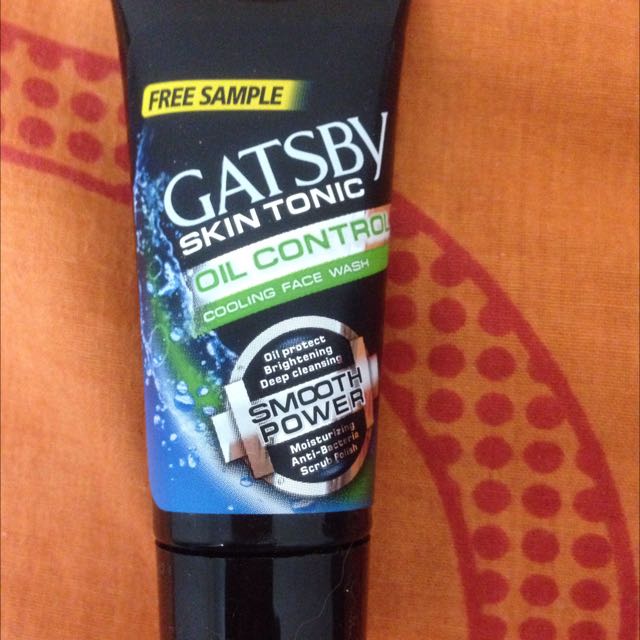 FREE SAMPLE
GATSBY
SKIN TONIC
OIL CONTROL
COOLING FACE WASH
Oil protect
Brightening
Deep cleansing
SMOOTH
POWER
Moisturizing
Anti-Bacteria
Scrub Polish